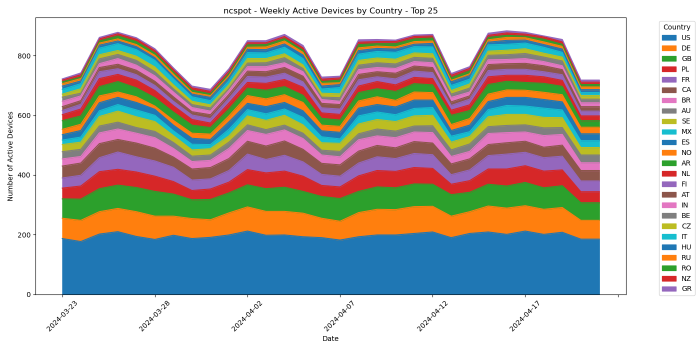 ncspot - Weekly Active Devices by Country - Top 25
Number of Active Devices
800
600
400
200
0
2024-03-23
2024-03-28
2024-04-02
2024-04-07
2024-04-12
2024-04-17
Date
Country
US
DE
GB
PL
FR
CA
BR
AU
SE
MX
ES
NO
AR
NL
FI
AT
IN
BE
CZ
IT
HU
RU
RO
NZ
GR